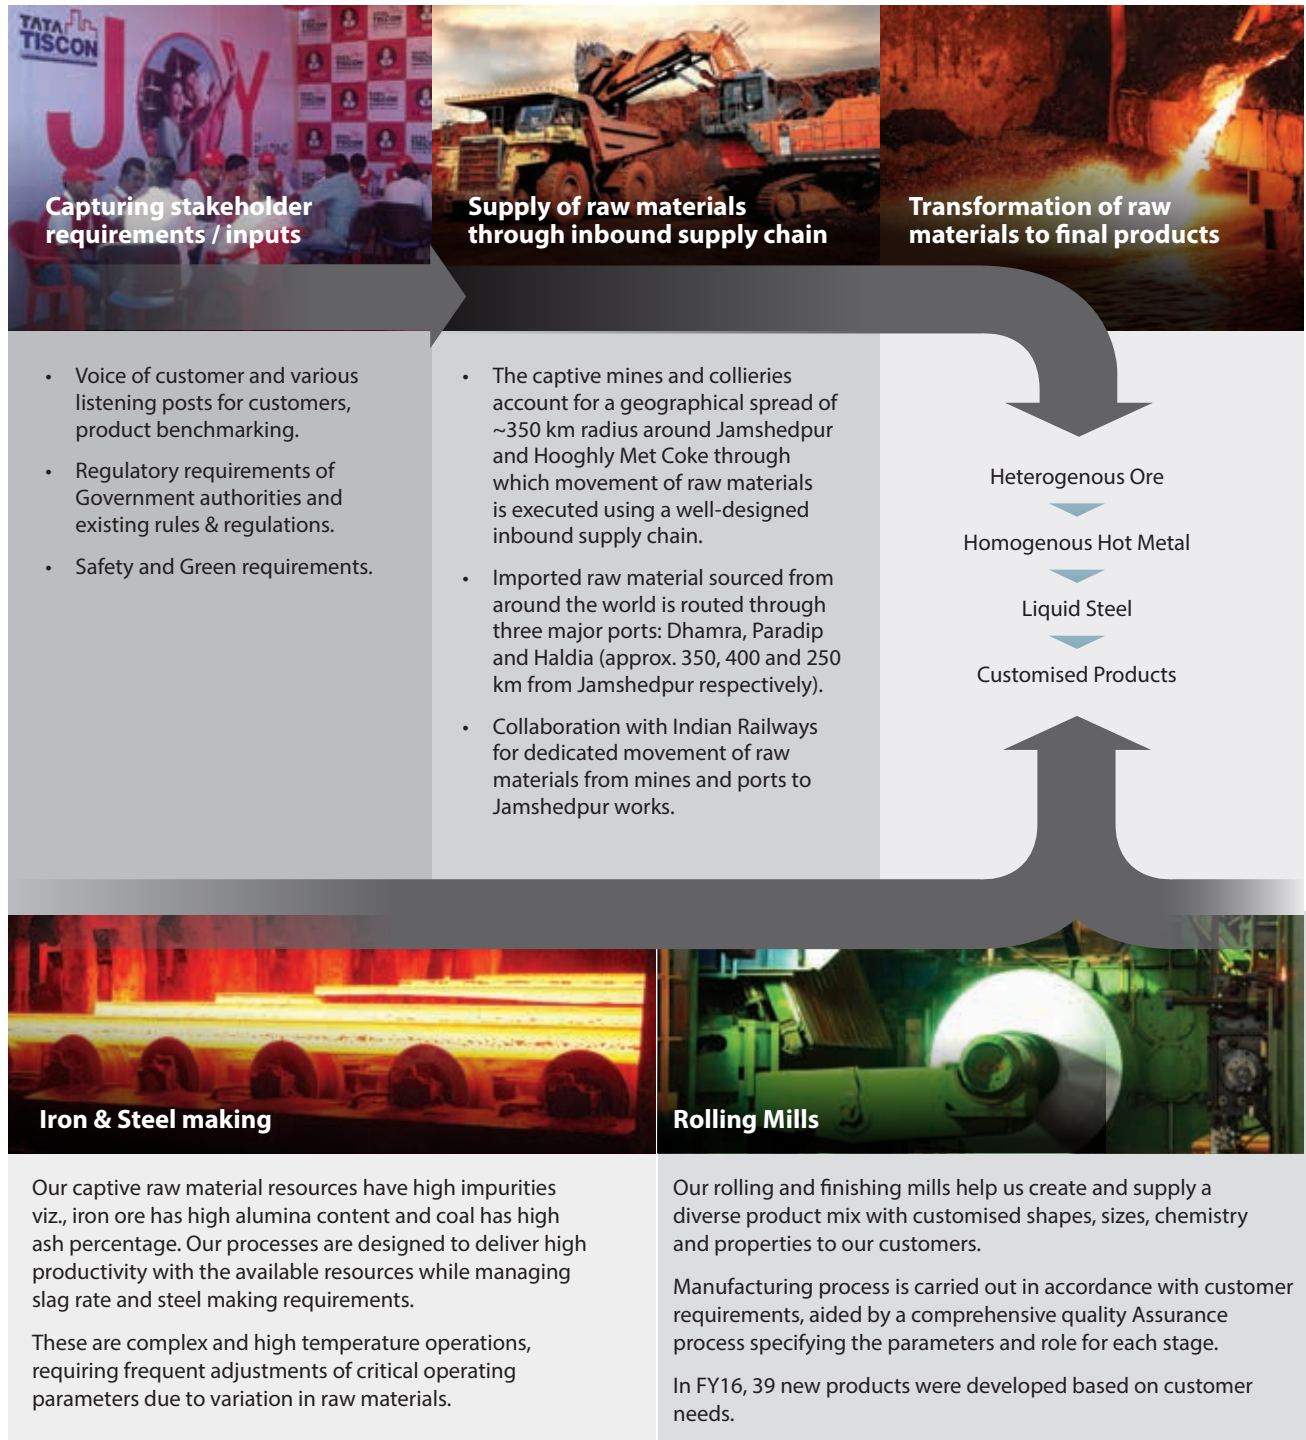 TATA
TISCON
JOY
Capturing stakeholder
requirements / inputs
Supply of raw materials
through inbound supply chain
Transformation of raw
materials to final products
• Voice of customer and various
listening posts for customers,
product benchmarking.
• Regulatory requirements of
Government authorities and
existing rules & regulations.
• Safety and Green requirements.
• The captive mines and collieries
account for a geographical spread of
~350 km radius around Jamshedpur
and Hooghly Met Coke through
which movement of raw materials
is executed using a well-designed
inbound supply chain.
• Imported raw material sourced from
around the world is routed through
three major ports: Dhamra, Paradip
and Haldia (approx. 350, 400 and 250
km from Jamshedpur respectively).
• Collaboration with Indian Railways
for dedicated movement of raw
materials from mines and ports to
Jamshedpur works.
Heterogenous Ore
Homogenous Hot Metal
Liquid Steel
Customised Products
Iron & Steel making
Our captive raw material resources have high impurities
viz., iron ore has high alumina content and coal has high
ash percentage. Our processes are designed to deliver high
productivity with the available resources while managing
slag rate and steel making requirements.
These are complex and high temperature operations,
requiring frequent adjustments of critical operating
parameters due to variation in raw materials.
Rolling Mills
Our rolling and finishing mills help us create and supply a
diverse product mix with customised shapes, sizes, chemistry
and properties to our customers.
Manufacturing process is carried out in accordance with customer
requirements, aided by a comprehensive quality Assurance
process specifying the parameters and role for each stage.
In FY16, 39 new products were developed based on customer
needs.